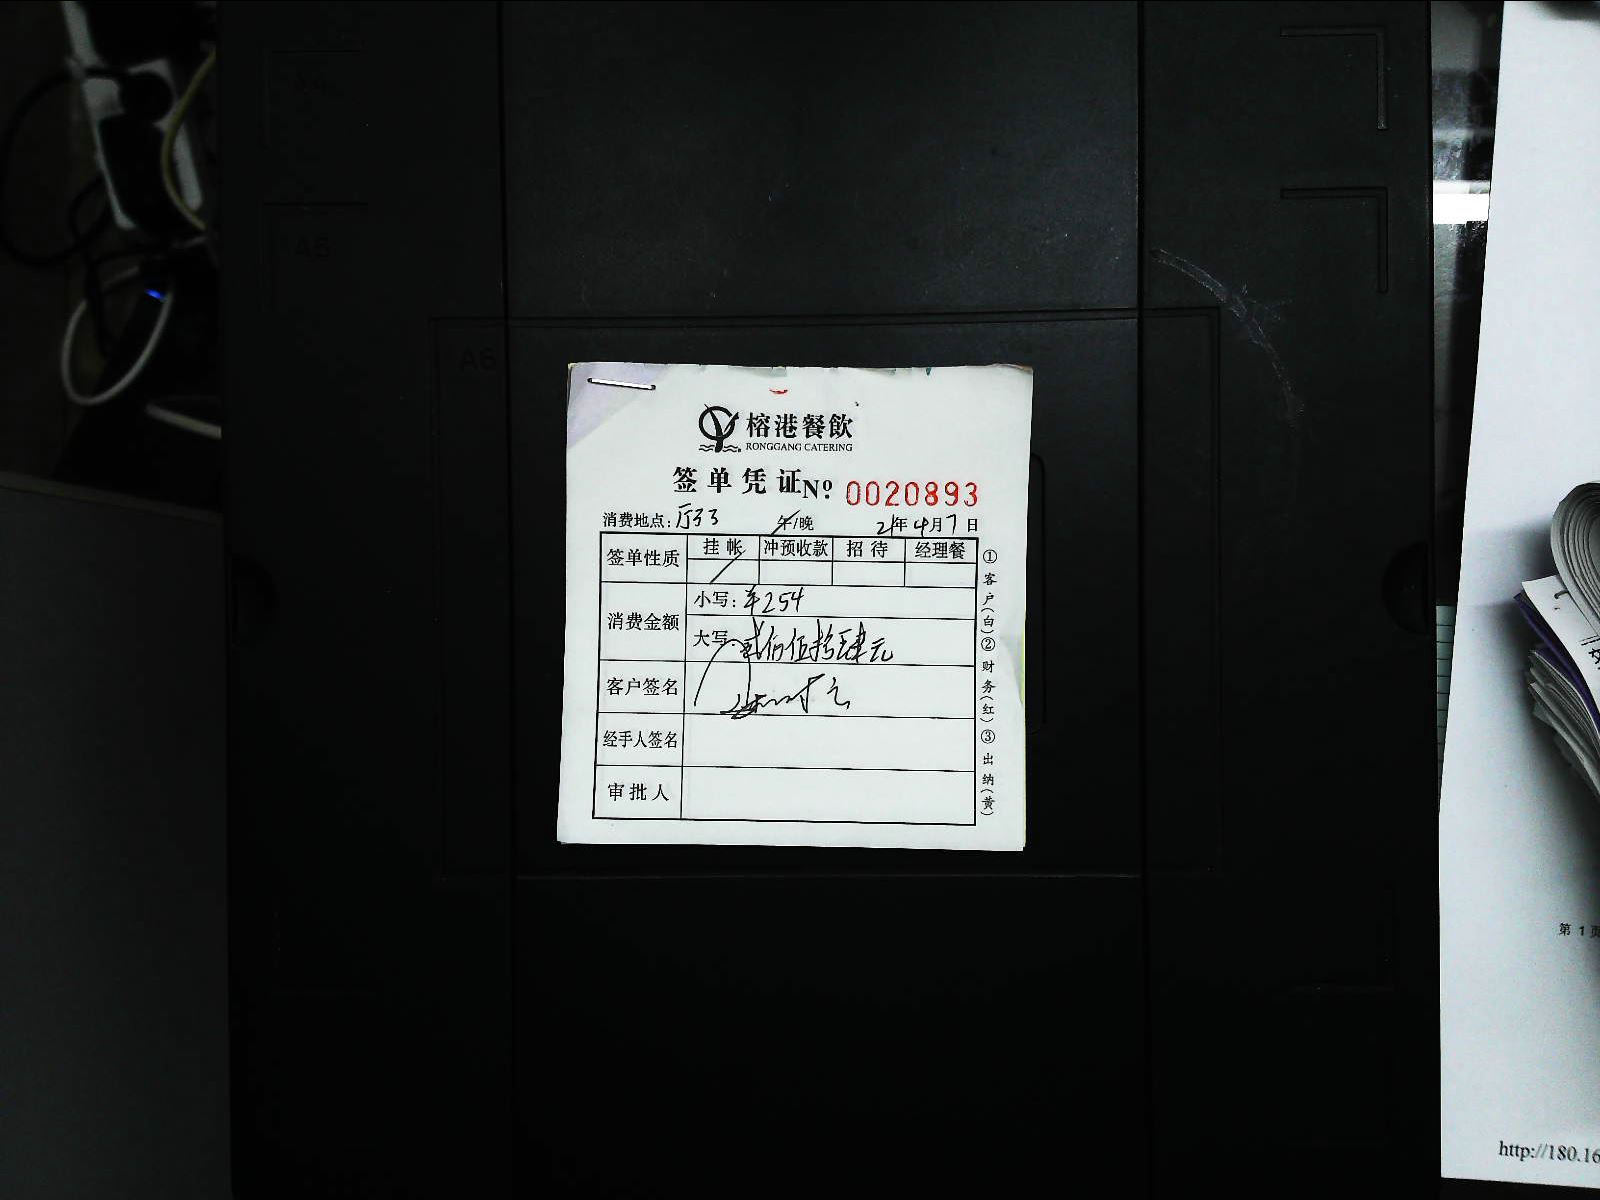 A6
A6
榕港餐飲
RONGGANG CATERING
签单凭证 Nº 0020893
消费地点: 厅33 午/晚 21年4月7日
签单性质 挂帐 冲预收款 招待 经理餐
消费金额 小写: ¥254
大写: 贰佰伍拾肆元
客户签名
经手人签名
审批人
①客户(白)②财务(红)③出纳(黄)
第 1 页
http://180.16